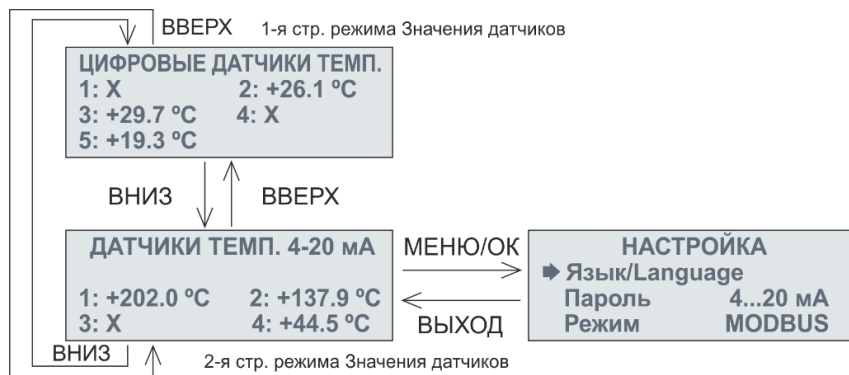 ВВЕРХ 1-я стр. режима Значения датчиков
ЦИФРОВЫЕ ДАТЧИКИ ТЕМП.
1: X 2: +26.1 ºC
3: +29.7 ºC 4: X
5: +19.3 ºC
ВНИЗ ВВЕРХ
ДАТЧИКИ ТЕМП. 4-20 мА
1: +202.0 ºC 2: +137.9 ºC
3: X 4: +44.5 ºC
МЕНЮ/ОК
ВЫХОД
НАСТРОЙКА
Язык/Language
Пароль 4...20 мА
Режим MODBUS
ВНИЗ 2-я стр. режима Значения датчиков